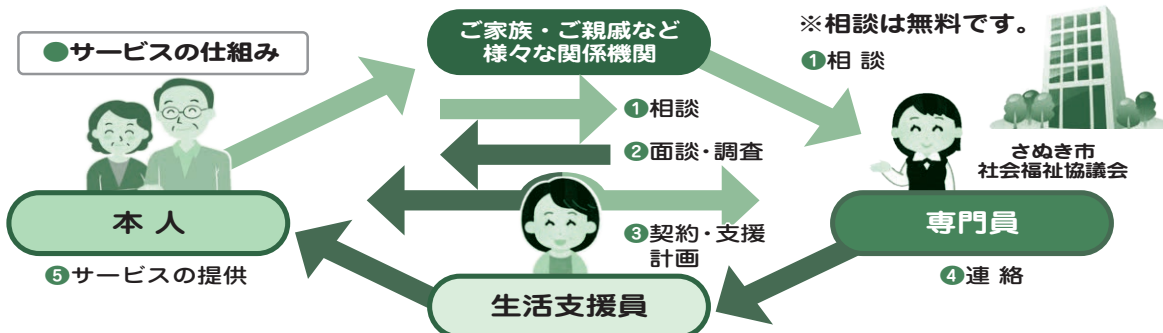 ●サービスの仕組み
ご家族・ご親戚など
様々な関係機関
※相談は無料です。
❶相 談
❶相談
❷面談・調査
さぬき市
社会福祉協議会
本 人
❸契約・支援
計画
専門員
❺サービスの提供
❹連 絡
生活支援員